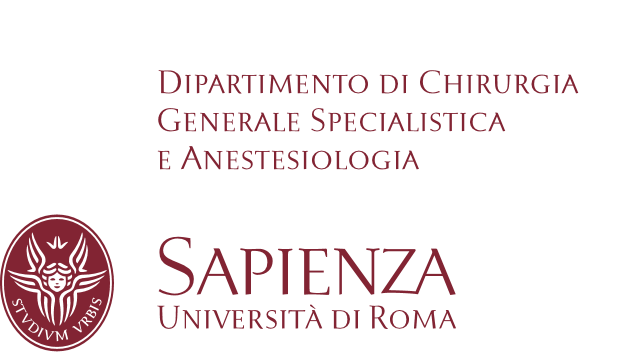 Dipartimento di Chirurgia
Generale Specialistica
e Anestesiologia
Sapienza
Università di Roma
STVDIVM VRBIS